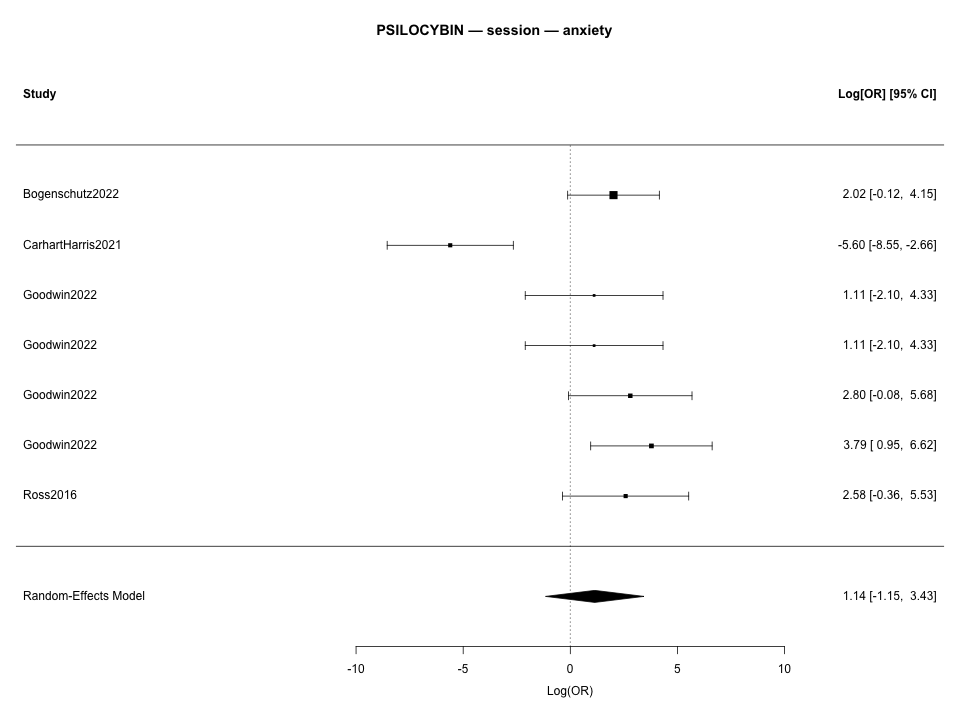 PSILOCYBIN — session — anxiety
Study Log[OR] [95% CI]
Bogenschutz2022 2.02 [-0.12, 4.15]
CarhartHarris2021 -5.60 [-8.55, -2.66]
Goodwin2022 1.11 [-2.10, 4.33]
Goodwin2022 1.11 [-2.10, 4.33]
Goodwin2022 2.80 [-0.08, 5.68]
Goodwin2022 3.79 [ 0.95, 6.62]
Ross2016 2.58 [-0.36, 5.53]
Random-Effects Model 1.14 [-1.15, 3.43]
-10 -5 0 5 10
Log(OR)